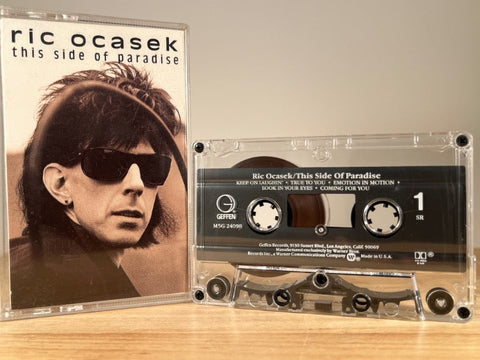 ric ocasek
this side of paradise
Ric Ocasek/This Side Of Paradise
KEEP ON LAUGHIN' • TRUE TO YOU • EMOTION IN MOTION •
LOOK IN YOUR EYES • COMING FOR YOU
GEFFEN
M5G 24098
1
SR
Geffen Records, 9130 Sunset Blvd., Los Angeles, Calif. 90069
Manufactured exclusively by Warner Bros.
Records Inc., a Warner Communications Company Made in U.S.A.